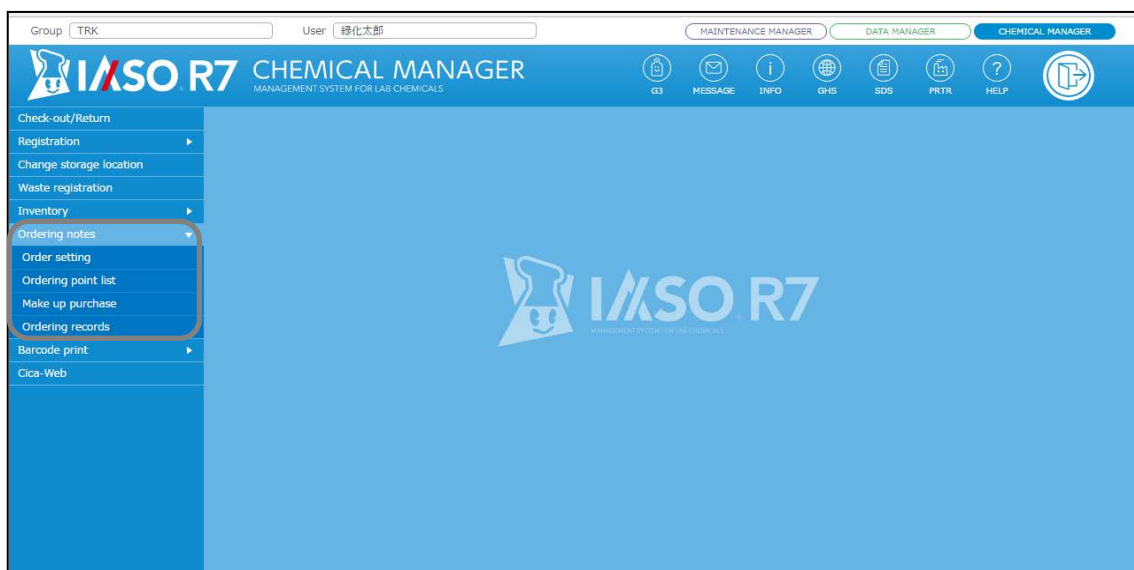 Group TRK User 緑化太郎 MAINTENANCE MANAGER DATA MANAGER CHEMICAL MANAGER
IASO R7 CHEMICAL MANAGER
MANAGEMENT SYSTEM FOR LAB CHEMICALS
G3 MESSAGE INFO GHS SDS PRTR HELP
Check-out/Return
Registration
Change storage location
Waste registration
Inventory
Ordering notes
Order setting
Ordering point list
Make up purchase
Ordering records
Barcode print
Cica-Web
IASO R7
MANAGEMENT SYSTEM FOR LAB CHEMICALS